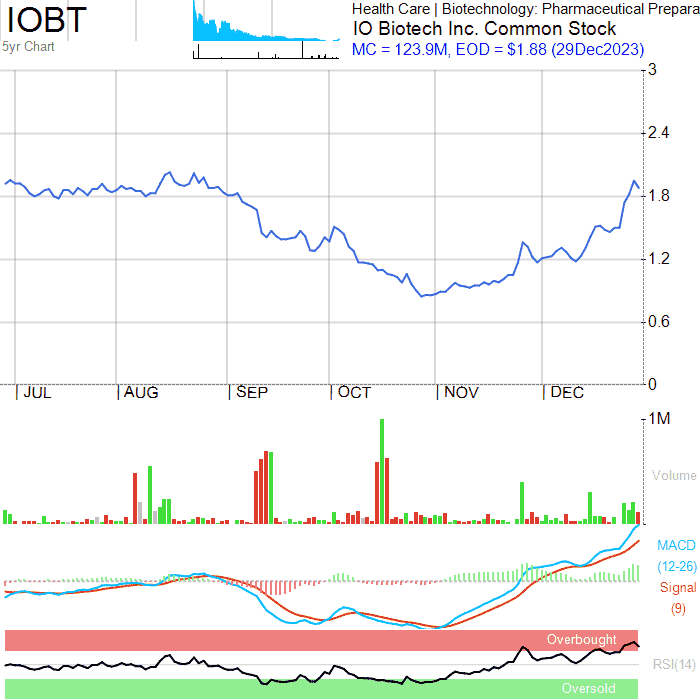 IOBT
5yr Chart
Health Care | Biotechnology: Pharmaceutical Prepara
IO Biotech Inc. Common Stock
MC = 123.9M, EOD = $1.88 (29Dec2023)
3
2.4
1.8
1.2
0.6
0
JUL AUG SEP OCT NOV DEC
1M
Volume
MACD
(12-26)
Signal
(9)
Overbought
RSI(14)
Oversold